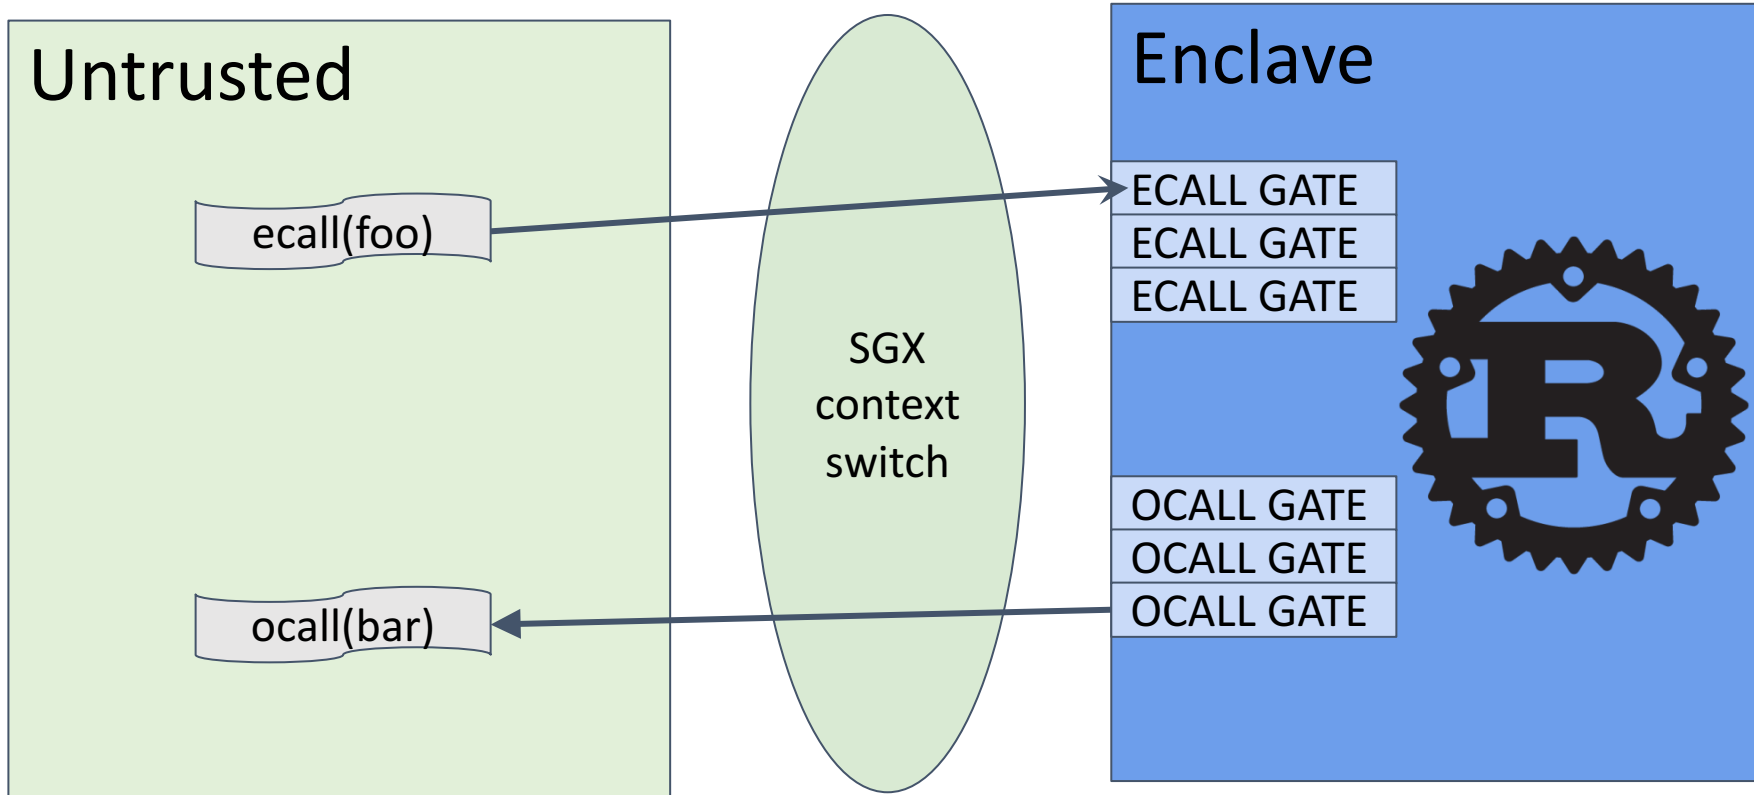 Untrusted
ecall(foo)
ocall(bar)
SGX
context
switch
Enclave
ECALL GATE
ECALL GATE
ECALL GATE
R
OCALL GATE
OCALL GATE
OCALL GATE